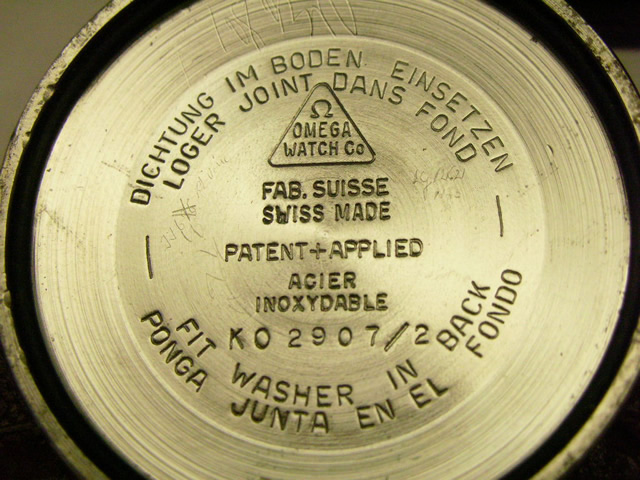 DICHTUNG IM BODEN EINSETZEN
LOGER JOINT DANS FOND
Ω
OMEGA
WATCH Co
FAB. SUISSE
SWISS MADE
PATENT+APPLIED
ACIER
INOXYDABLE
KO 2907/2
FIT WASHER IN BACK
PONGA JUNTA EN EL FONDO